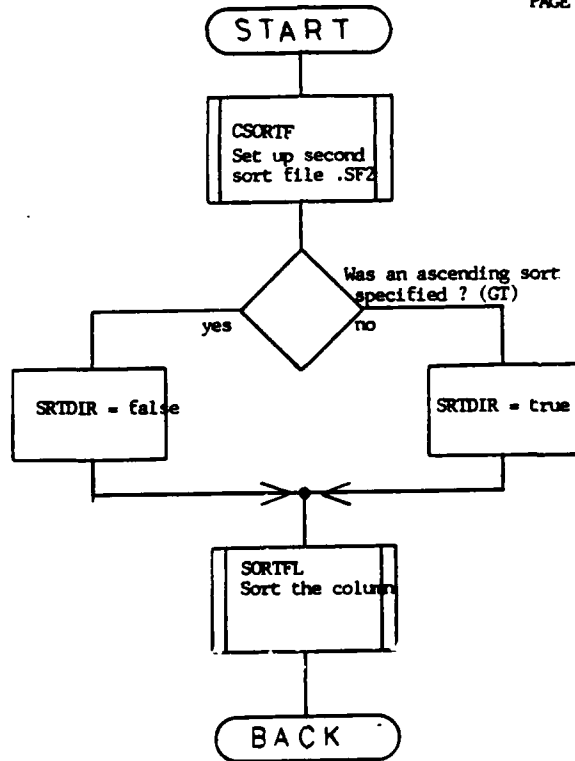 PAGE
START
CSORTF
Set up second
sort file .SF2
Was an ascending sort
specified ? (GT)
yes
no
SRTDIR = false
SRTDIR = true
SORTFL
Sort the column
BACK